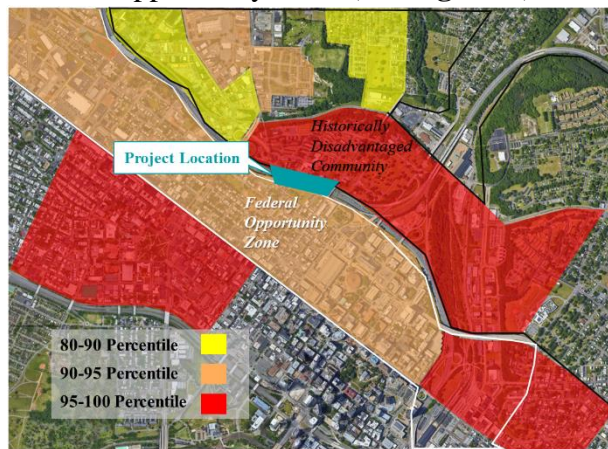 Historically
Disadvantaged
Community
Project Location
Federal
Opportunity
Zone
80-90 Percentile
90-95 Percentile
95-100 Percentile